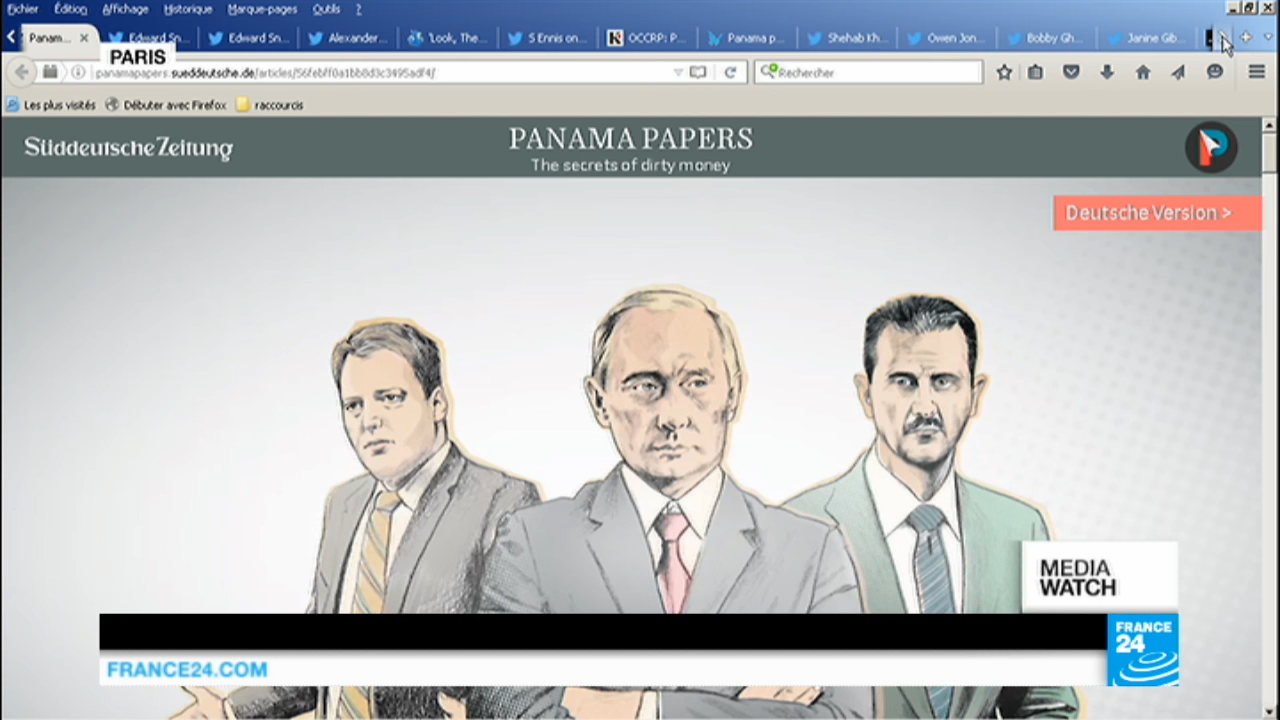 Fichier Édition Affichage Historique Marque-pages Outils ?
Panam... Edward Sn... Edward Sn... Alexander... 'Look, The... S Ennis on... OCCRP: P... Panama p... Shehab Kh... Owen Jon... Bobby Gh... Janine Gib...
PARIS
panamapapers.sueddeutsche.de/articles/56febff0a1bb8d3c3495adf4/
Rechercher
Les plus visités Débuter avec Firefox raccourcis
Süddeutsche Zeitung
PANAMA PAPERS
The secrets of dirty money
Deutsche Version >
MEDIA
WATCH
FRANCE
24
FRANCE24.COM